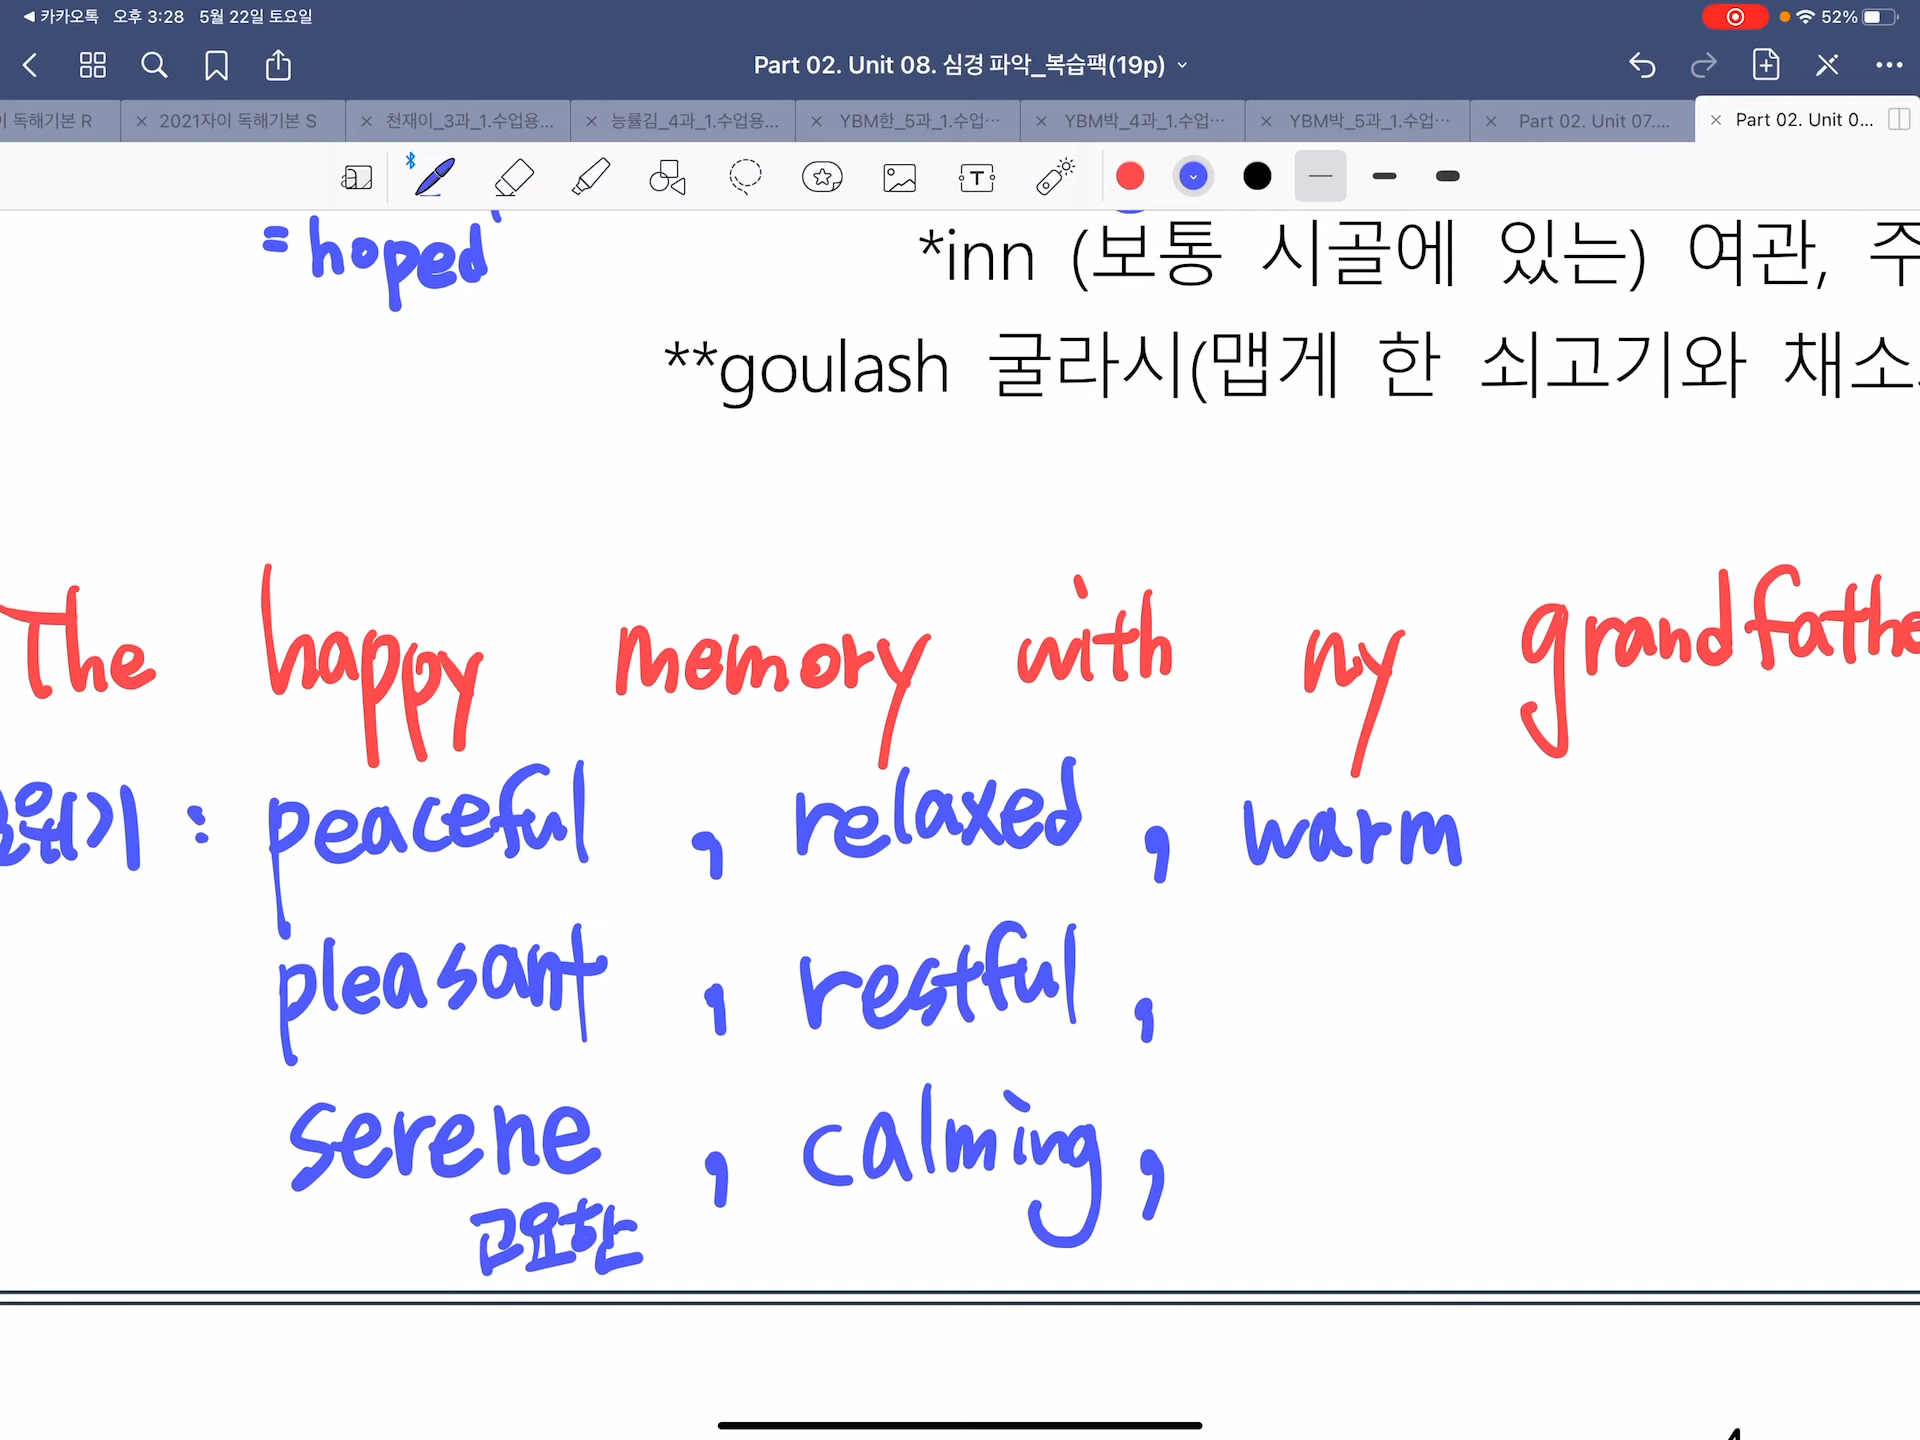 ◀ 카카오톡 오후 3:28 5월 22일 토요일 52%
Part 02. Unit 08. 심경 파악_복습팩(19p)
독해기본 R 2021자이 독해기본 S 천재이_3과_1.수업용... 능률김_4과_1.수업용... YBM한_5과_1.수업... YBM박_4과_1.수업... YBM박_5과_1.수업... Part 02. Unit 07.... Part 02. Unit 0...
= hoped
*inn (보통 시골에 있는) 여관, 주
**goulash 굴라시(맵게 한 쇠고기와 채소
The happy memory with my grandfathe
분위기 : peaceful , relaxed , warm
pleasant , restful ,
serene , calming ,
고요한